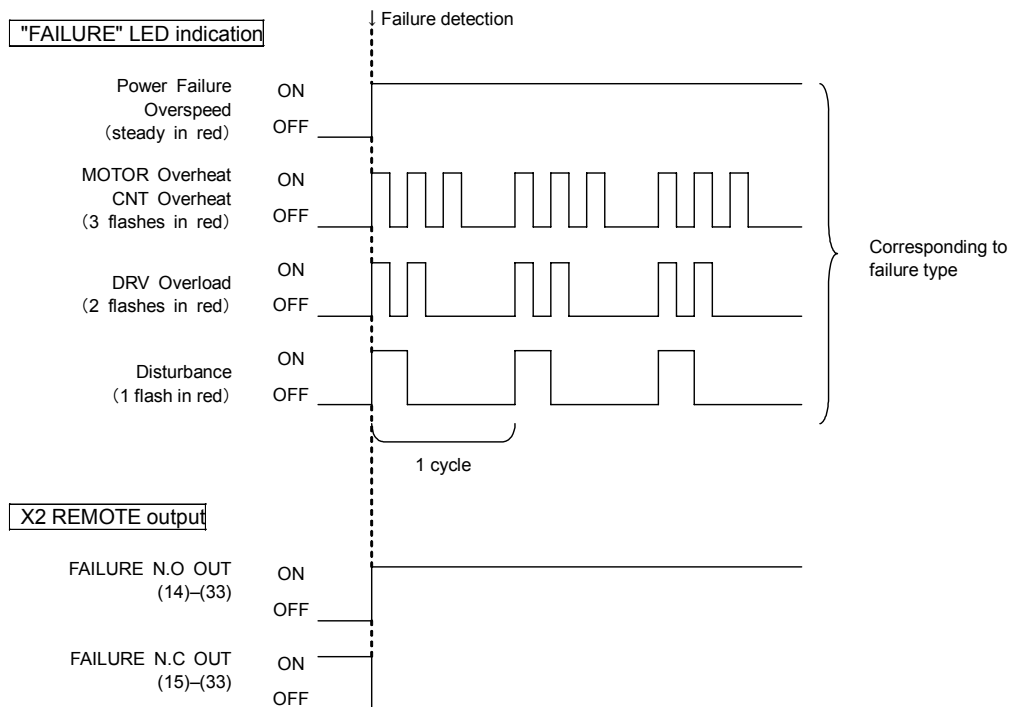 ↓ Failure detection
"FAILURE" LED indication
Power Failure
Overspeed
(steady in red)
ON
OFF
MOTOR Overheat
CNT Overheat
(3 flashes in red)
ON
OFF
DRV Overload
(2 flashes in red)
ON
OFF
Disturbance
(1 flash in red)
ON
OFF
Corresponding to
failure type
1 cycle
X2 REMOTE output
FAILURE N.O OUT
(14)–(33)
ON
OFF
FAILURE N.C OUT
(15)–(33)
ON
OFF